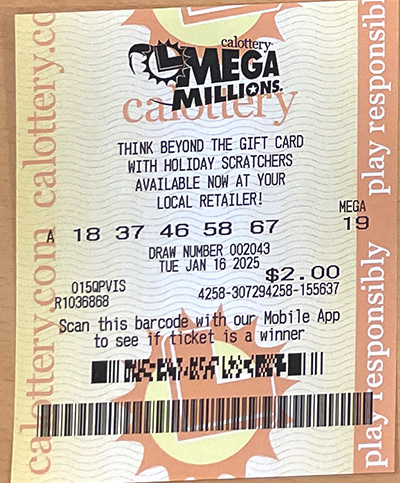 calottery
MEGA
MILLIONS.
calottery
THINK BEYOND THE GIFT CARD
WITH HOLIDAY SCRATCHERS
AVAILABLE NOW AT YOUR
LOCAL RETAILER!
MEGA
A 18 37 46 58 67 19
DRAW NUMBER 002043
TUE JAN 16 2025
$2.00
015QPVIS
R1036868 4258-307294258-155637
Scan this barcode with our Mobile App
to see if ticket is a winner
calottery.com calottery.cc
play responsibly play responsibl